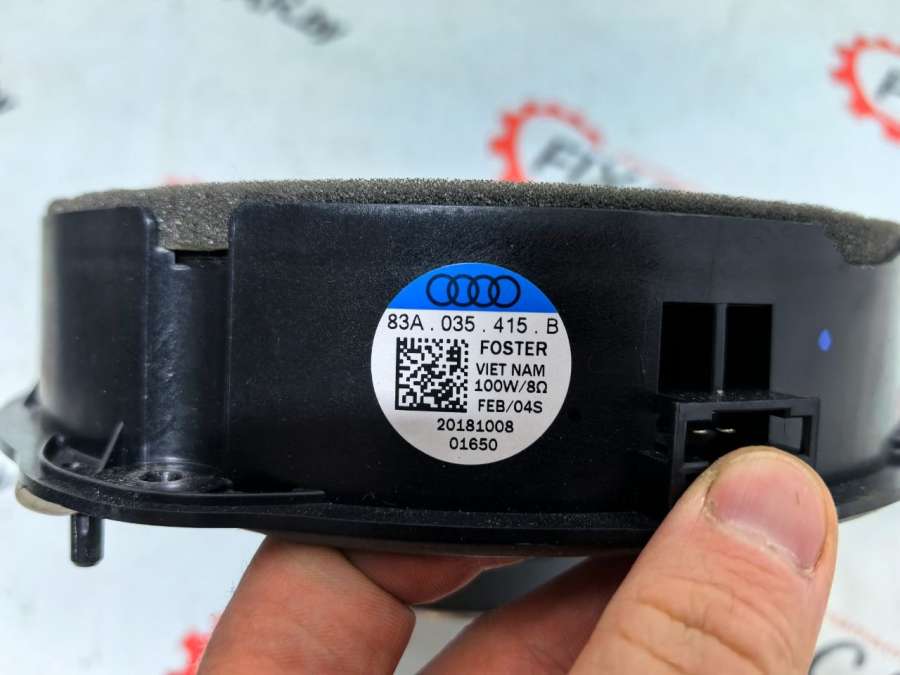 83A.035.415.B
FOSTER
VIET NAM
100W/8Ω
FEB/04S
20181008
01650